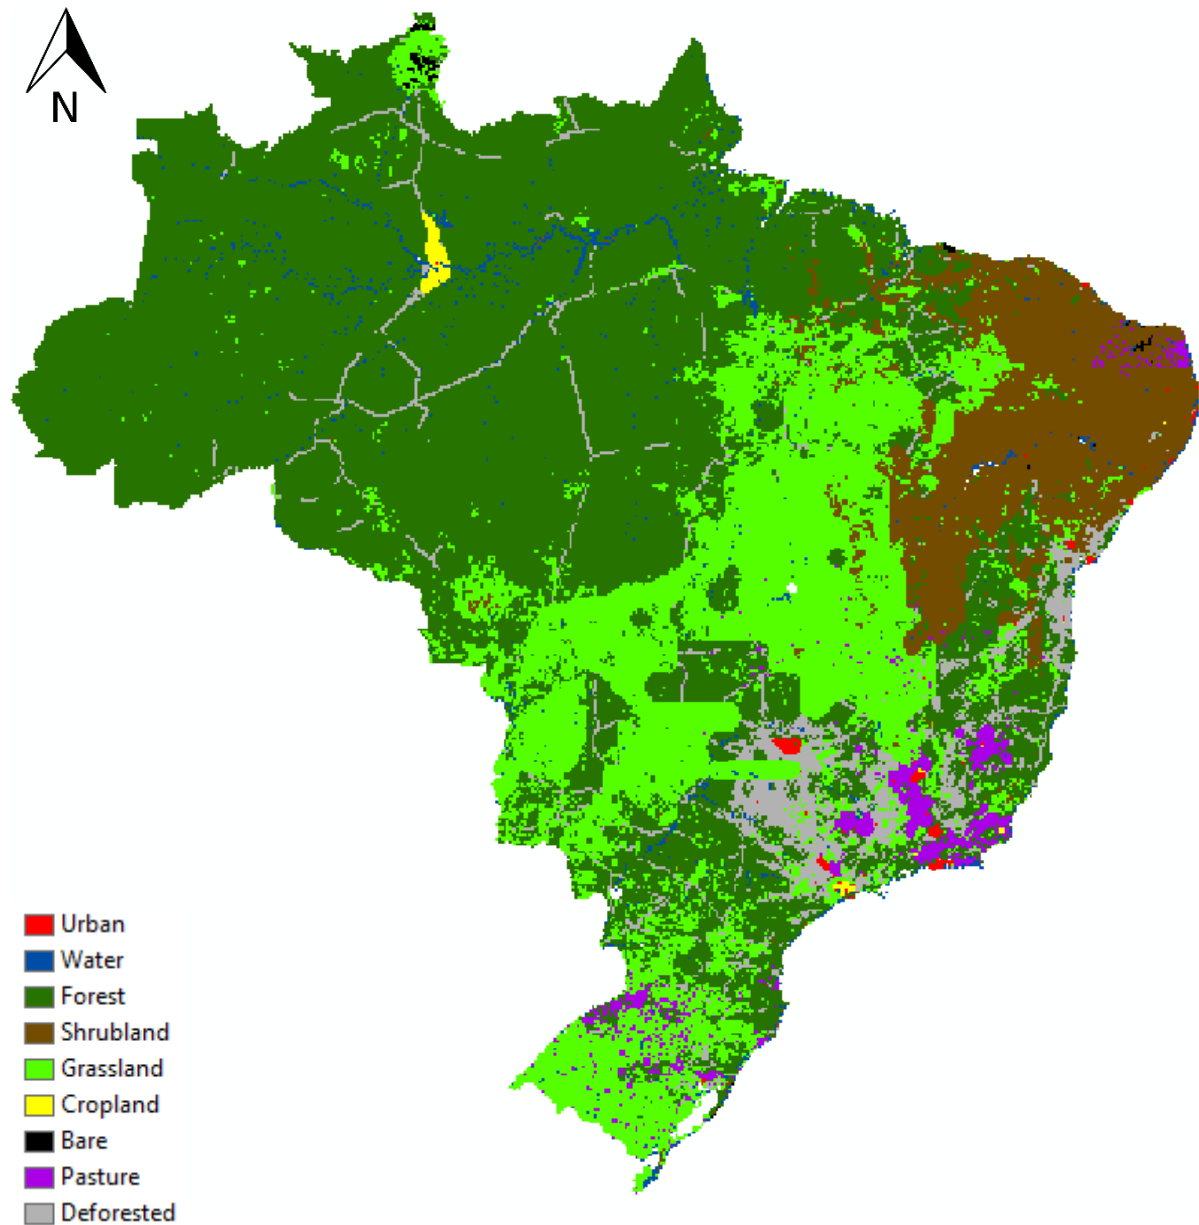 N
Urban
Water
Forest
Shrubland
Grassland
Cropland
Bare
Pasture
Deforested